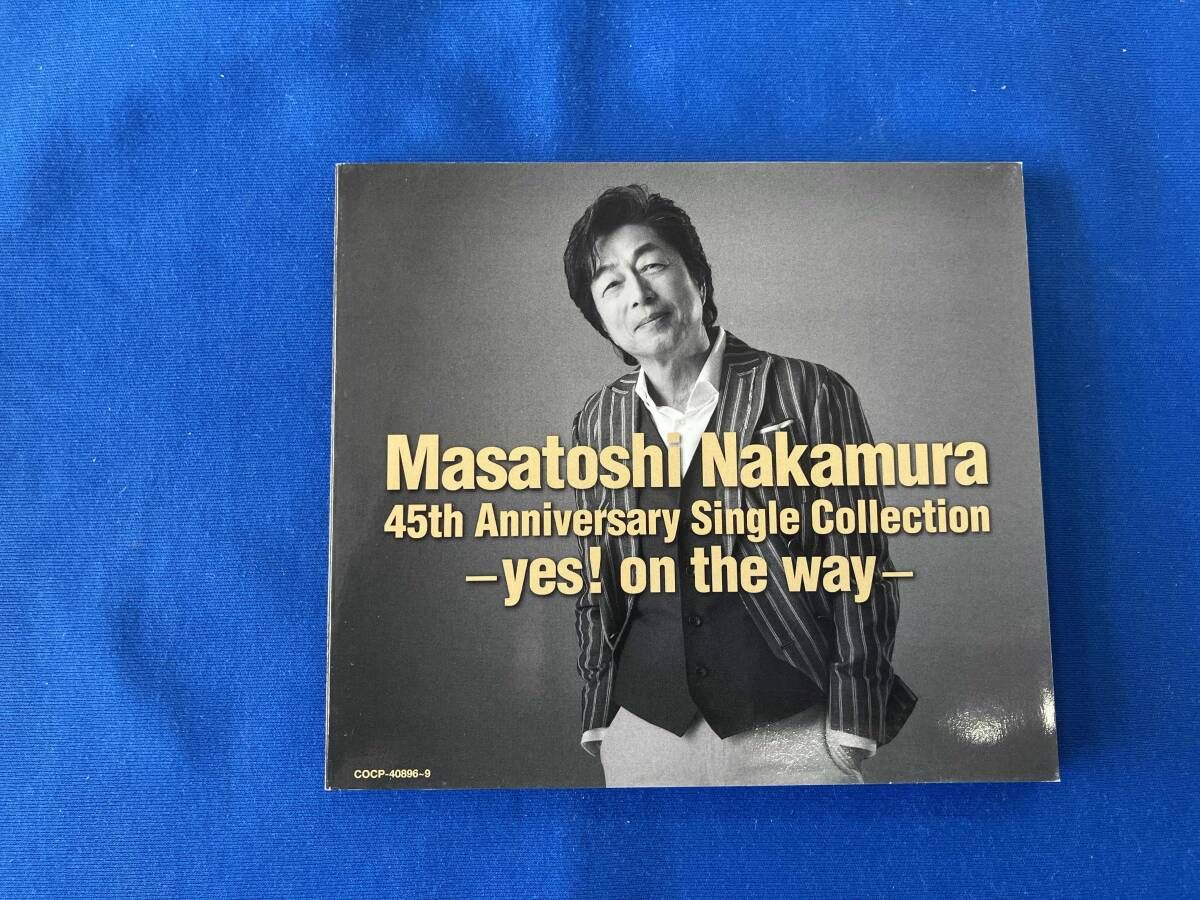 Masatoshi Nakamura
45th Anniversary Single Collection
–yes! on the way–
COCP-40896~9